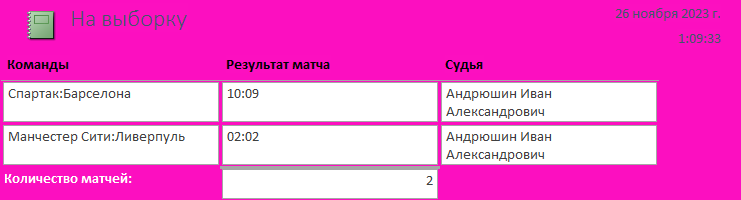 На выборку
26 ноября 2023 г.
1:09:33
Команды Результат матча Судья
Спартак:Барселона 10:09 Андрюшин Иван
Александрович
Манчестер Сити:Ливерпуль 02:02 Андрюшин Иван
Александрович
Количество матчей: 2